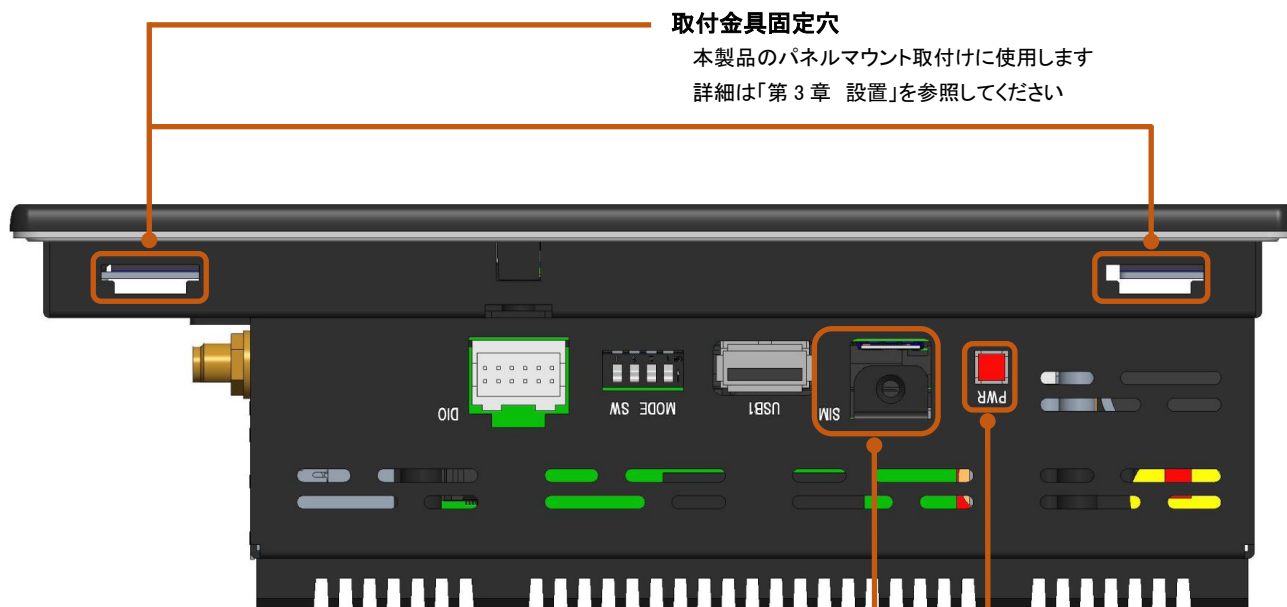 取付金具固定穴
本製品のパネルマウント取付けに使用します
詳細は「第 3 章 設置」を参照してください
DIO
MODE SW
USB1
SIM
PWR